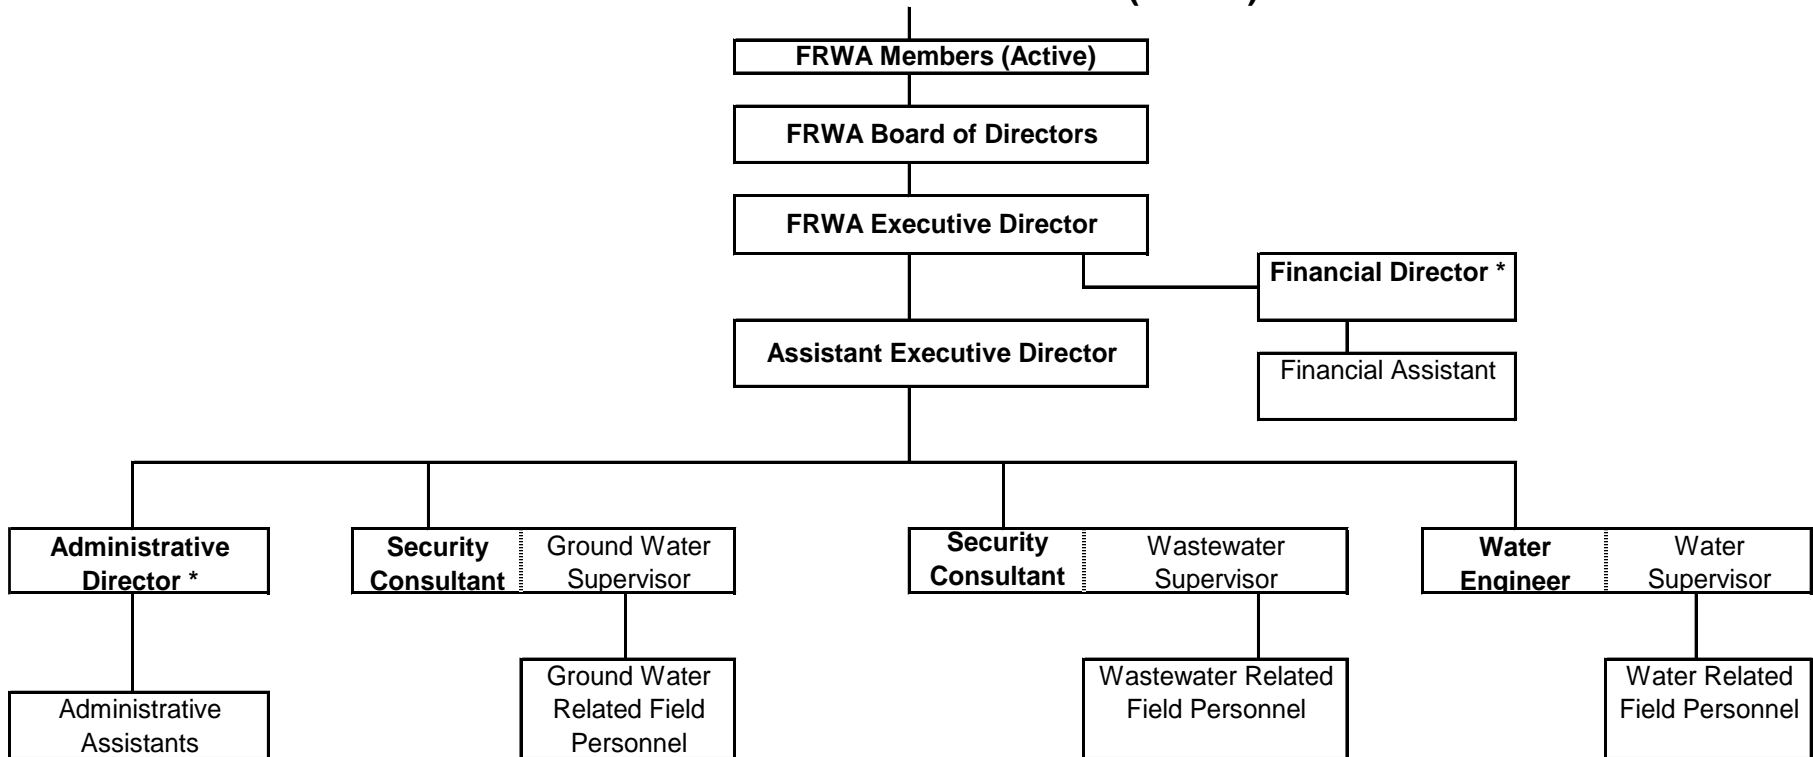 FRWA Members (Active)
FRWA Board of Directors
FRWA Executive Director
Financial Director *
Assistant Executive Director
Financial Assistant
Administrative
Director *
Security
Consultant
Ground Water
Supervisor
Security
Consultant
Wastewater
Supervisor
Water
Engineer
Water
Supervisor
Administrative
Assistants
Ground Water
Related Field
Personnel
Wastewater Related
Field Personnel
Water Related
Field Personnel